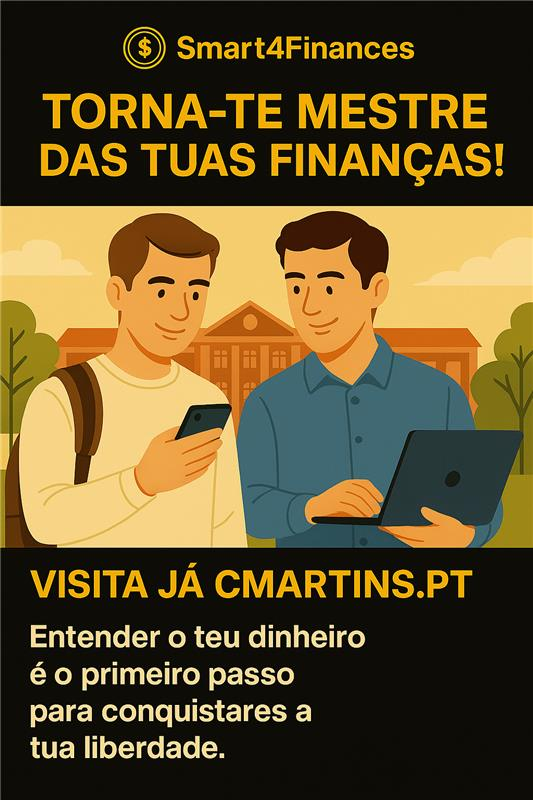 Smart4Finances
TORNA-TE MESTRE
DAS TUAS FINANÇAS!
VISITA JÁ CMARTINS.PT
Entender o teu dinheiro
é o primeiro passo
para conquistares a
tua liberdade.